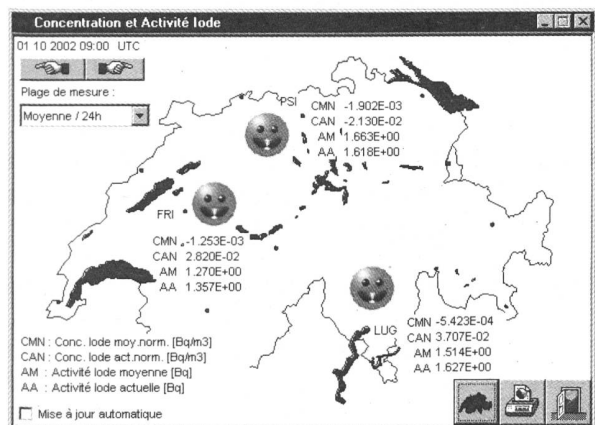 Concentration et Activité Iode
01 10 2002 09:00 UTC
Plage de mesure :
Moyenne / 24h
PSI
CMN -1.902E-03
CAN -2.130E-02
AM 1.663E+00
AA 1.618E+00
FRI
CMN -1.253E-03
CAN 2.820E-02
AM 1.270E+00
AA 1.357E+00
LUG
CMN -5.423E-04
CAN 3.707E-02
AM 1.514E+00
AA 1.627E+00
CMN : Conc. Iode moy.norm. [Bq/m3]
CAN : Conc. Iode act.norm. [Bq/m3]
AM : Activité Iode moyenne [Bq]
AA : Activité Iode actuelle [Bq]
Mise à jour automatique